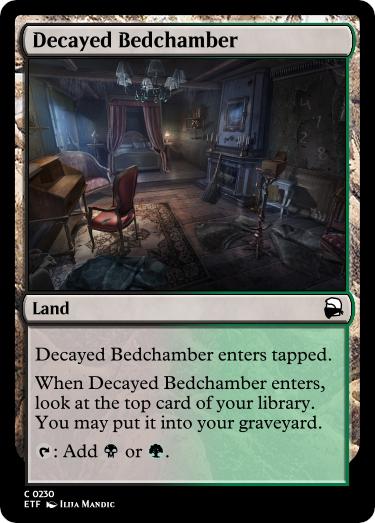 Decayed Bedchamber
Land
Decayed Bedchamber enters tapped.
When Decayed Bedchamber enters,
look at the top card of your library.
You may put it into your graveyard.
: Add or .
C 0230
ETF Ilija Mandic